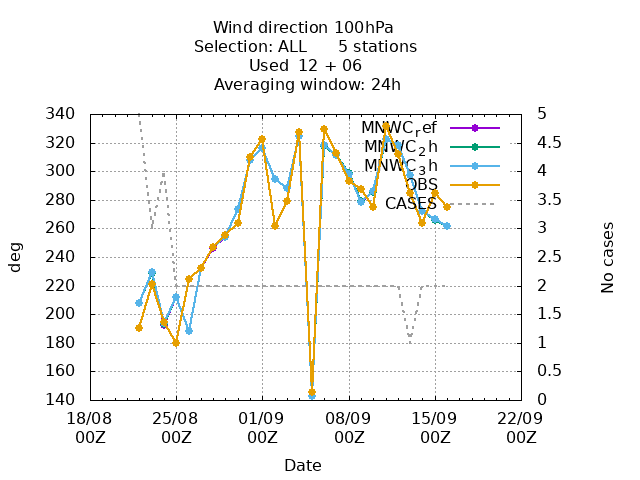 Wind direction 100hPa
Selection: ALL 5 stations
Used 12 + 06
Averaging window: 24h
340
320
300
280
260
240
220
200
180
160
140
deg
5
4.5
4
3.5
3
2.5
2
1.5
1
0.5
0
No cases
MNWC_ref
MNWC_2h
MNWC_3h
OBS
CASES
18/08 25/08 01/09 08/09 15/09 22/09
00Z 00Z 00Z 00Z 00Z 00Z
Date